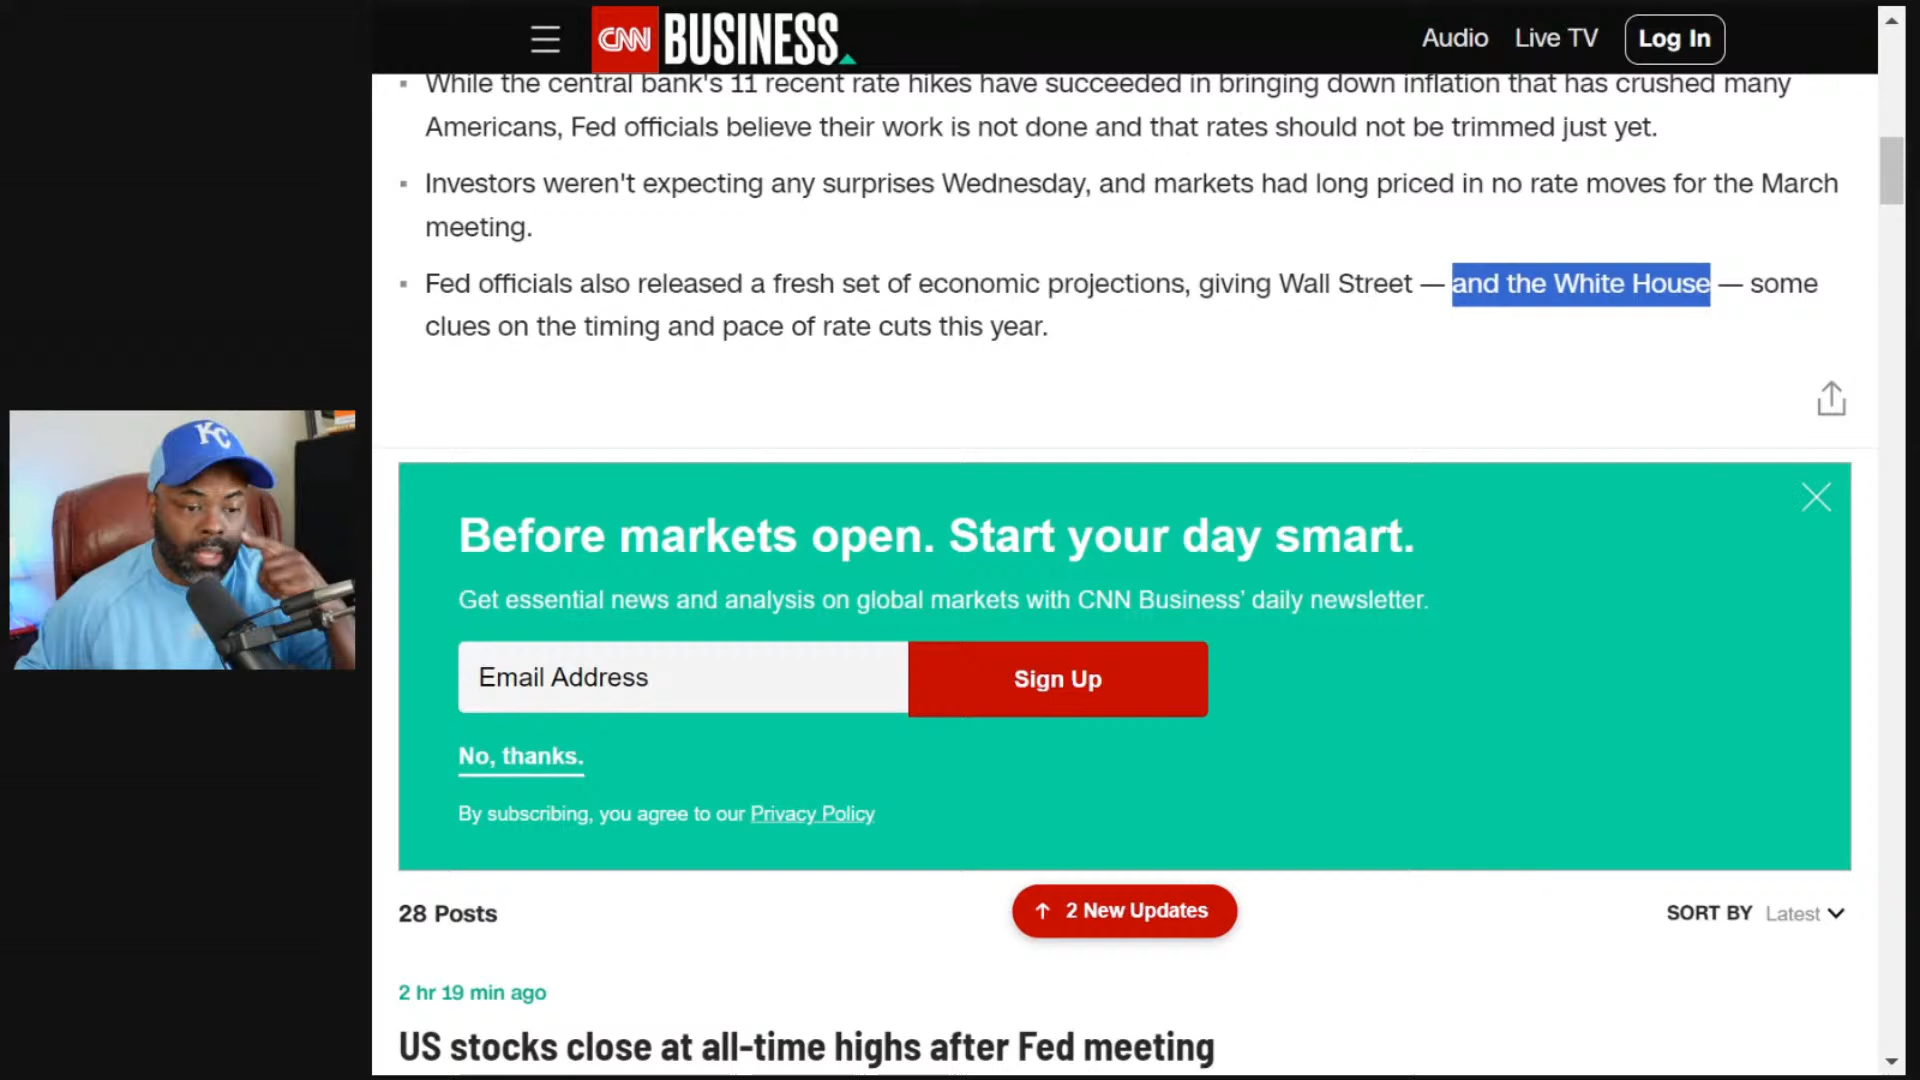 CNN BUSINESS
Audio Live TV Log In
While the central bank's 11 recent rate hikes have succeeded in bringing down inflation that has crushed many
Americans, Fed officials believe their work is not done and that rates should not be trimmed just yet.
Investors weren't expecting any surprises Wednesday, and markets had long priced in no rate moves for the March
meeting.
Fed officials also released a fresh set of economic projections, giving Wall Street — and the White House — some
clues on the timing and pace of rate cuts this year.
KC
Before markets open. Start your day smart.
Get essential news and analysis on global markets with CNN Business’ daily newsletter.
Email Address
Sign Up
No, thanks.
By subscribing, you agree to our Privacy Policy
28 Posts
2 New Updates
SORT BY Latest
2 hr 19 min ago
US stocks close at all-time highs after Fed meeting